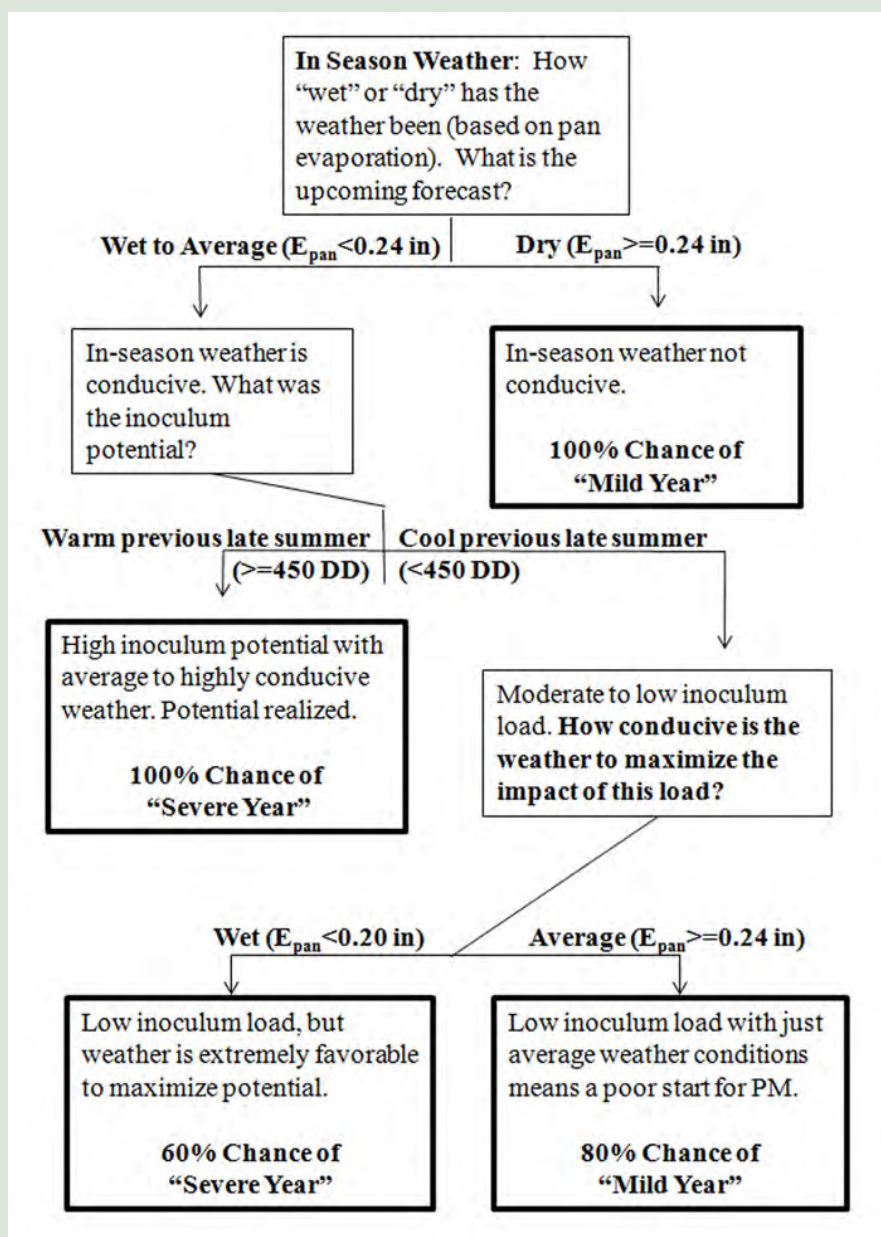 In Season Weather: How
“wet” or “dry” has the
weather been (based on pan
evaporation). What is the
upcoming forecast?
Wet to Average (Epan<0.24 in)
Dry (Epan>=0.24 in)
In-season weather is
conducive. What was
the inoculum
potential?
In-season weather not
conducive.
100% Chance of
“Mild Year”
Warm previous late summer
(>=450 DD)
Cool previous late summer
(<450 DD)
High inoculum potential with
average to highly conducive
weather. Potential realized.
100% Chance of
“Severe Year”
Moderate to low inoculum
load. How conducive is the
weather to maximize the
impact of this load?
Wet (Epan<0.20 in)
Average (Epan>=0.24 in)
Low inoculum load, but
weather is extremely favorable
to maximize potential.
60% Chance of
“Severe Year”
Low inoculum load with just
average weather conditions
means a poor start for PM.
80% Chance of
“Mild Year”